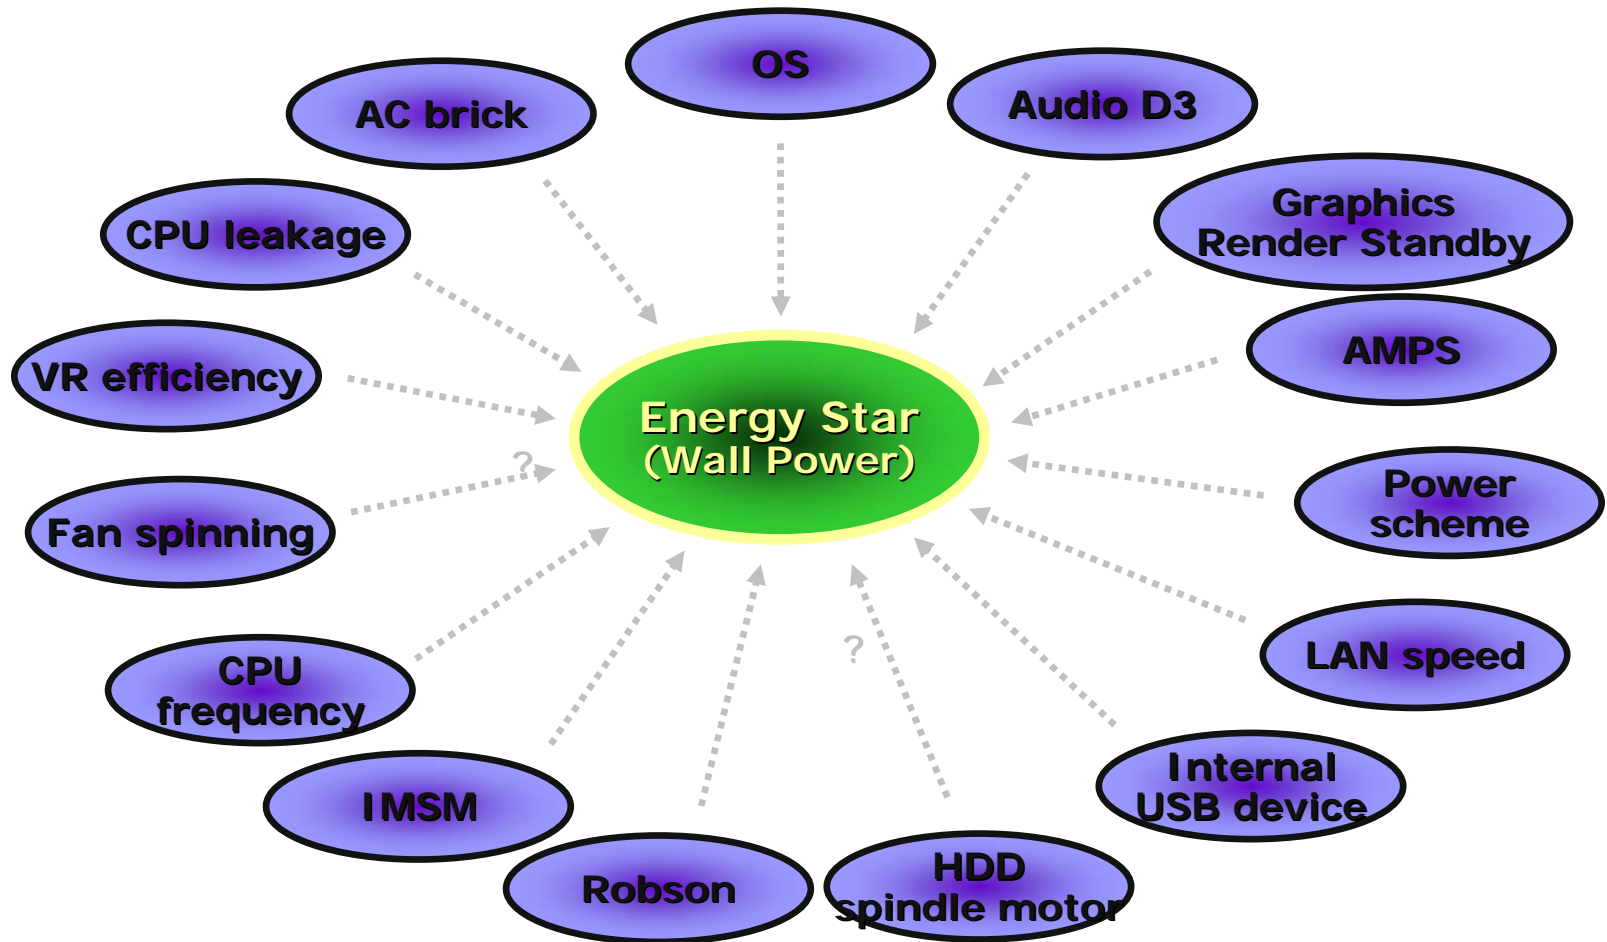 OS
AC brick
Audio D3
Graphics
Render Standby
CPU leakage
AMPS
VR efficiency
Energy Star
(Wall Power)
?
Power
scheme
Fan spinning
?
LAN speed
CPU
frequency
Internal
USB device
IMSM
HDD
spindle motor
Robson